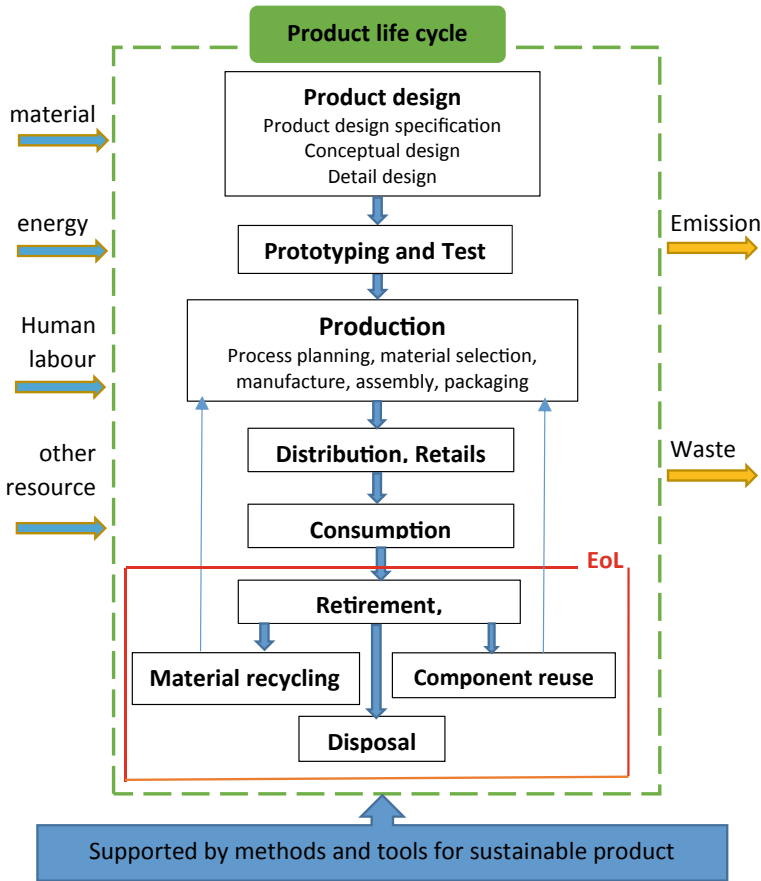 Product life cycle
material
energy
Human
labour
other
resource
Product design
Product design specification
Conceptual design
Detail design
Prototyping and Test
Production
Process planning, material selection,
manufacture, assembly, packaging
Distribution, Retails
Consumption
EoL
Retirement,
Material recycling
Component reuse
Disposal
Emission
Waste
Supported by methods and tools for sustainable product